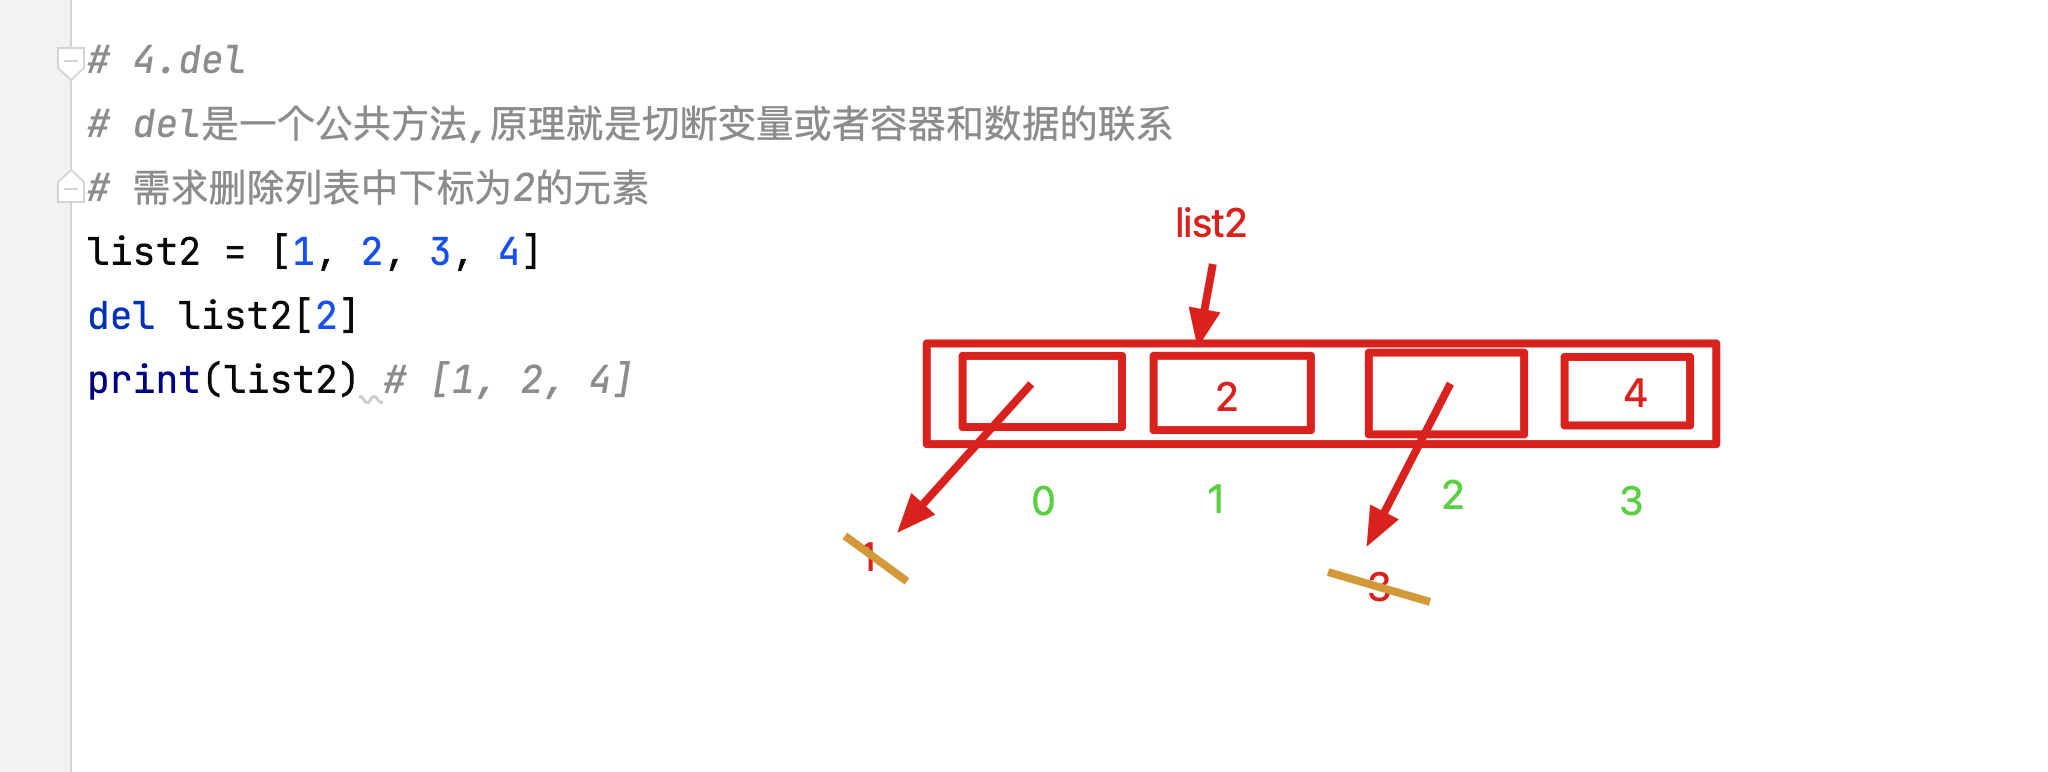 # 4.del
# del是一个公共方法,原理就是切断变量或者容器和数据的联系
# 需求删除列表中下标为2的元素
list2 = [1, 2, 3, 4]
del list2[2]
print(list2) # [1, 2, 4]
list2
2
4
0
1
2
3
1
3